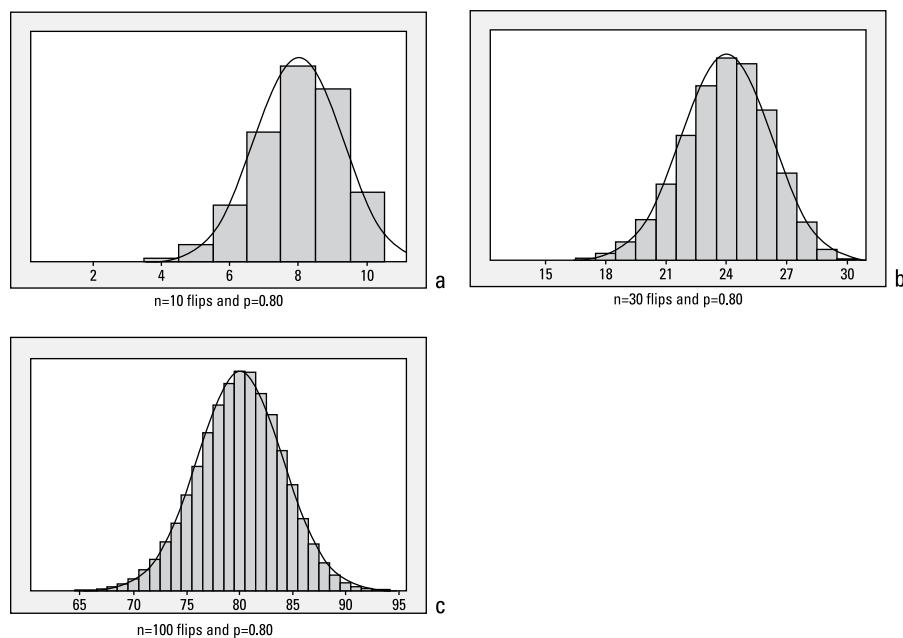 2 4 6 8 10
a
n=10 flips and p=0.80
15 18 21 24 27 30
b
n=30 flips and p=0.80
65 70 75 80 85 90 95
c
n=100 flips and p=0.80